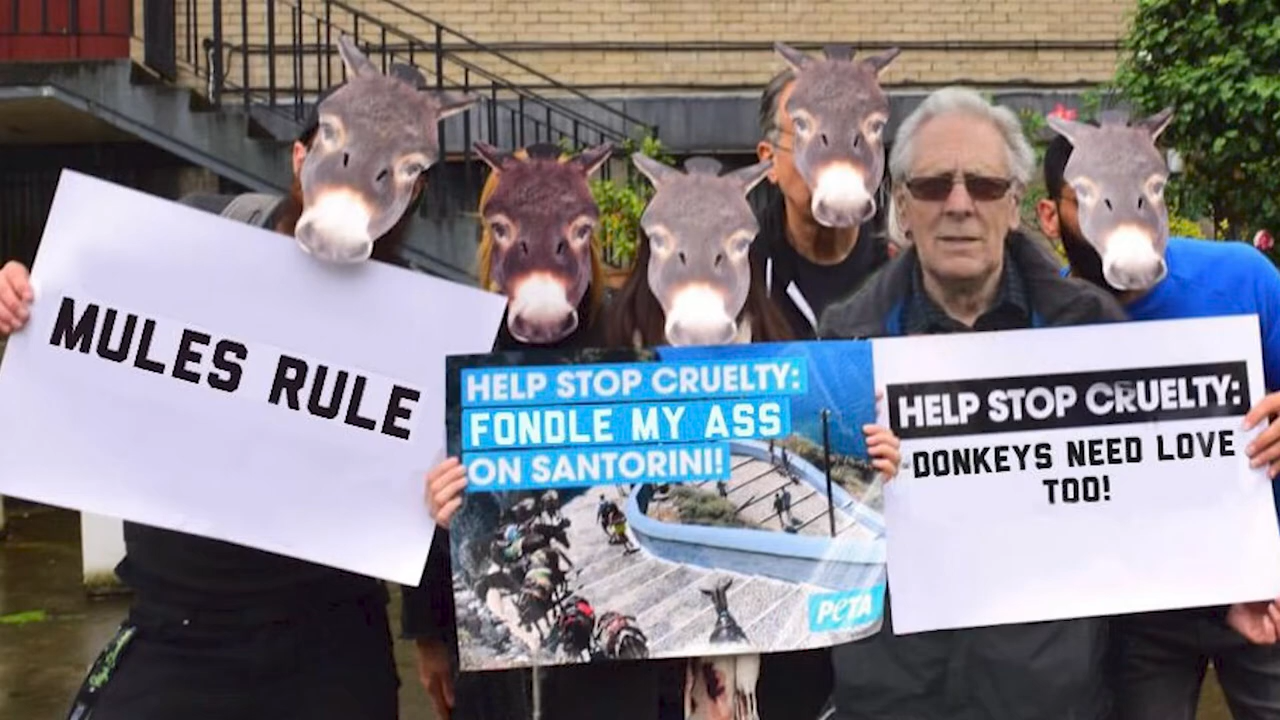 MULES RULE
HELP STOP CRUELTY:
FONDLE MY ASS
ON SANTORINI!
PETA
HELP STOP CRUELTY:
DONKEYS NEED LOVE
TOO!